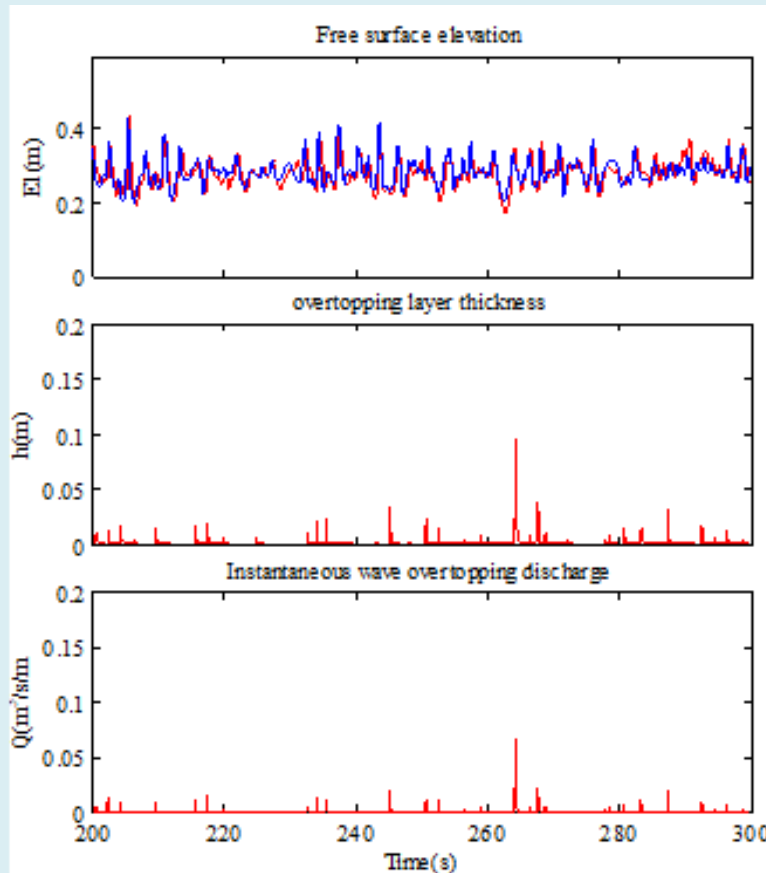 Free surface elevation
0.4
0.2
0
El (m)
overtopping layer thickness
0.2
0.15
0.1
0.05
0
h(m)
Instantaneous wave overtopping discharge
0.2
0.15
0.1
0.05
0
Q(m³/s/m
200 220 240 260 280 300
Time(s)